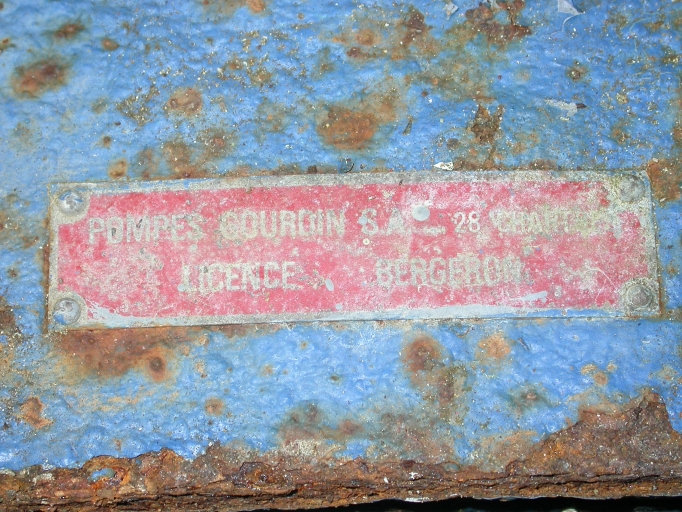 POMPES GOURDIN S.A. 28 CHARTRES
LICENCE BERGERON